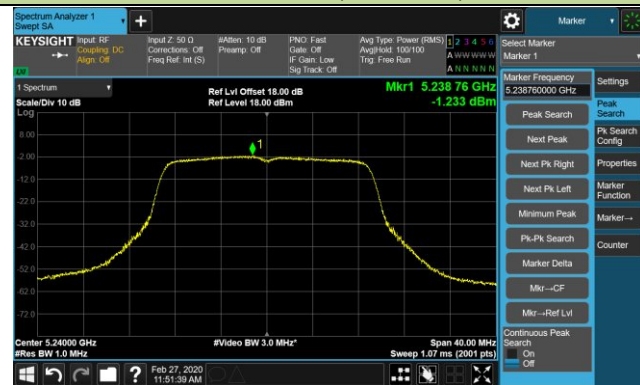 Spectrum Analyzer 1
Swept SA
+
Marker
KEYSIGHT
Input: RF
Coupling: DC
Align: Off
Input Z: 50 Ω
Corrections: Off
Freq Ref: Int (S)
#Atten: 10 dB
Preamp: Off
PNO: Fast
Gate: Off
IF Gain: Low
Sig Track: Off
Avg Type: Power (RMS)
Avg|Hold: 100/100
Trig: Free Run
1 2 3 4 5 6
A W W W W W
A N N N N N
Select Marker
Marker 1
1 Spectrum
Scale/Div 10 dB
Log
Ref Lvl Offset 18.00 dB
Ref Level 18.00 dBm
Mkr1 5.238 76 GHz
-1.233 dBm
8.00
-2.00
-12.0
-22.0
-32.0
-42.0
-52.0
-62.0
-72.0
1
Center 5.24000 GHz
#Res BW 1.0 MHz
#Video BW 3.0 MHz*
Span 40.00 MHz
Sweep 1.07 ms (2001 pts)
Marker Frequency
5.238760000 GHz
Peak Search
Next Peak
Next Pk Right
Next Pk Left
Minimum Peak
Pk-Pk Search
Marker Delta
Mkr→CF
Mkr→Ref Lvl
Continuous Peak
Search
On
Off
Settings
Peak
Search
Pk Search
Config
Properties
Marker
Function
Marker→
Counter
?
Feb 27, 2020
11:51:39 AM